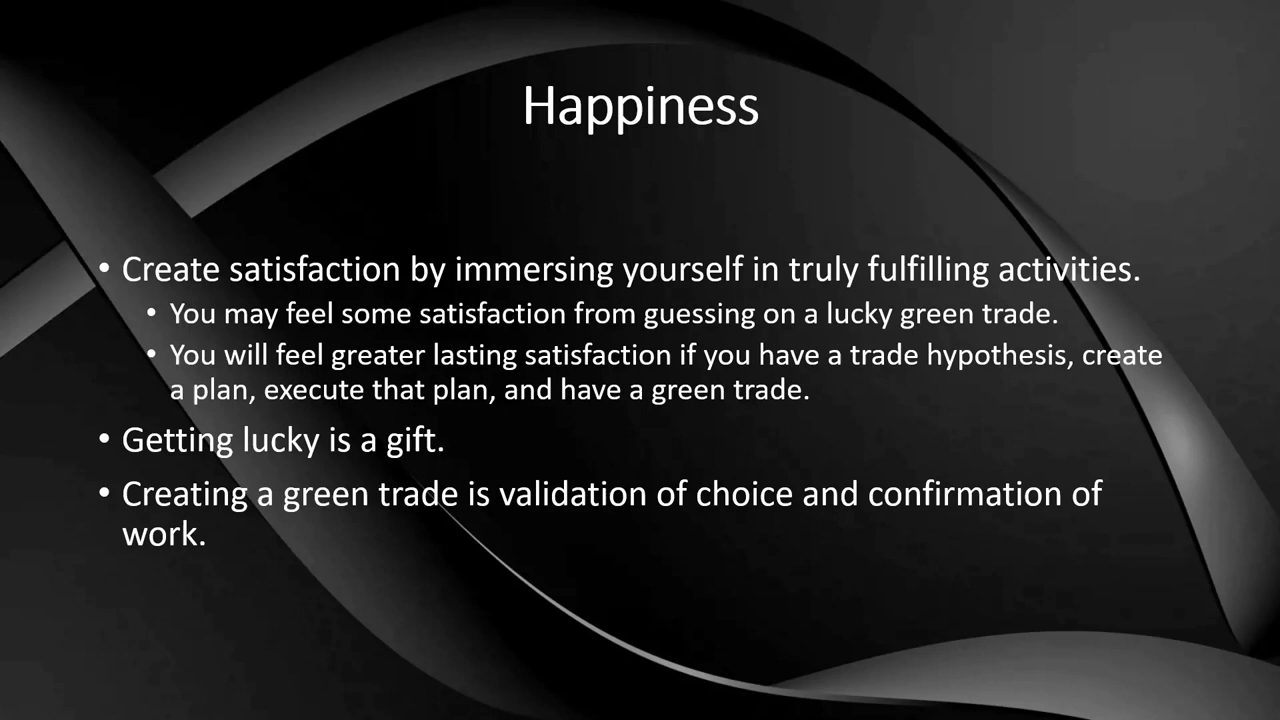 Happiness
• Create satisfaction by immersing yourself in truly fulfilling activities.
• You may feel some satisfaction from guessing on a lucky green trade.
• You will feel greater lasting satisfaction if you have a trade hypothesis, create
a plan, execute that plan, and have a green trade.
• Getting lucky is a gift.
• Creating a green trade is validation of choice and confirmation of
work.